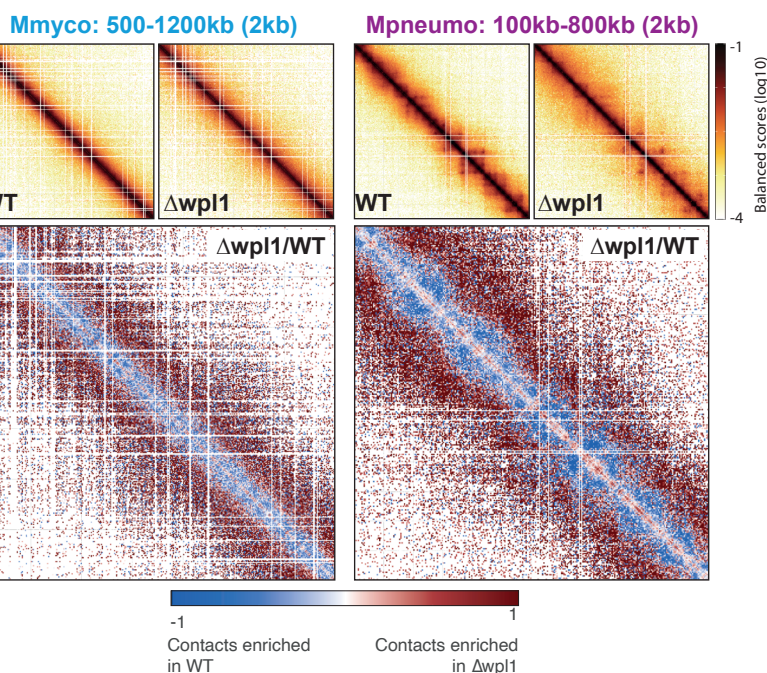 Mmyco: 500-1200kb (2kb)
Mpneumo: 100kb-800kb (2kb)
Δwpl1
WT
Δwpl1
-1
-4
Balanced scores (log10)
Δwpl1/WT
Δwpl1/WT
-1
1
Contacts enriched
in WT
Contacts enriched
in Δwpl1